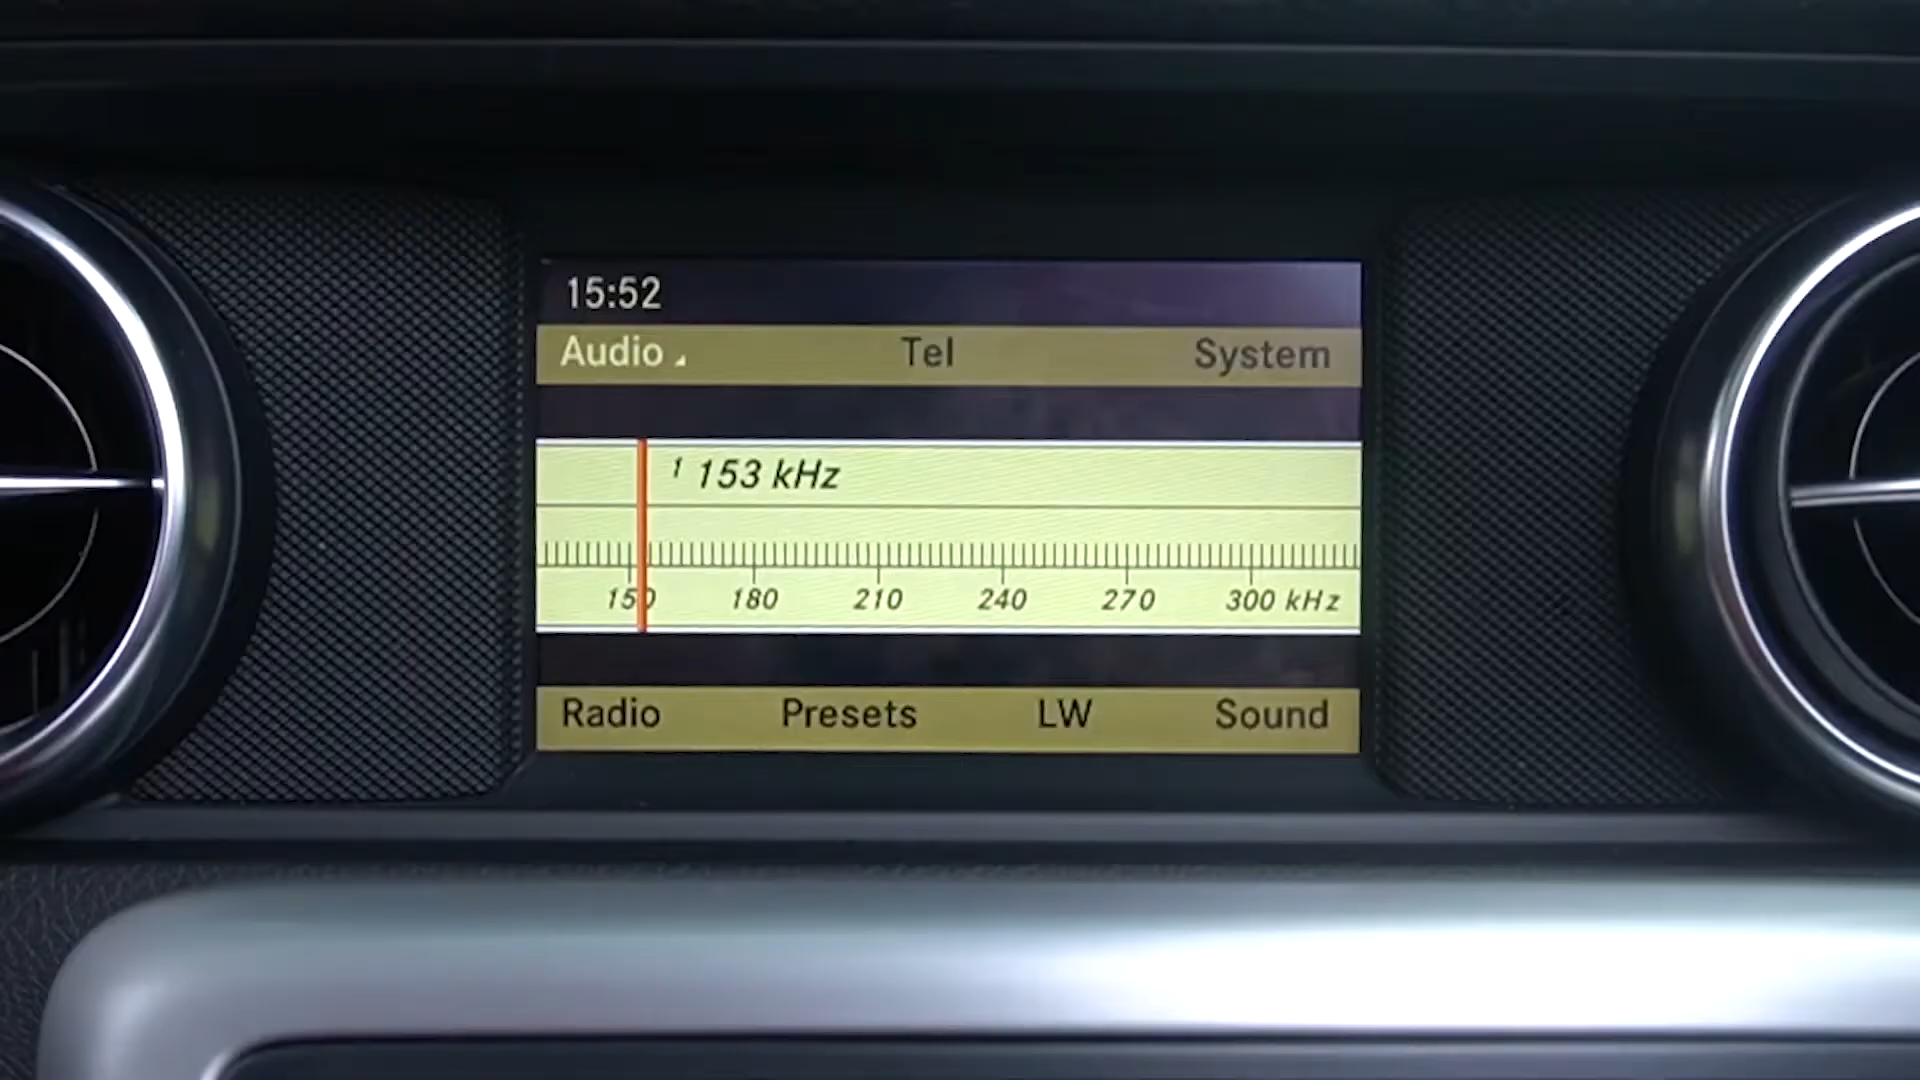 15:52
Audio Tel System
1 153 kHz
150 180 210 240 270 300 kHz
Radio Presets LW Sound